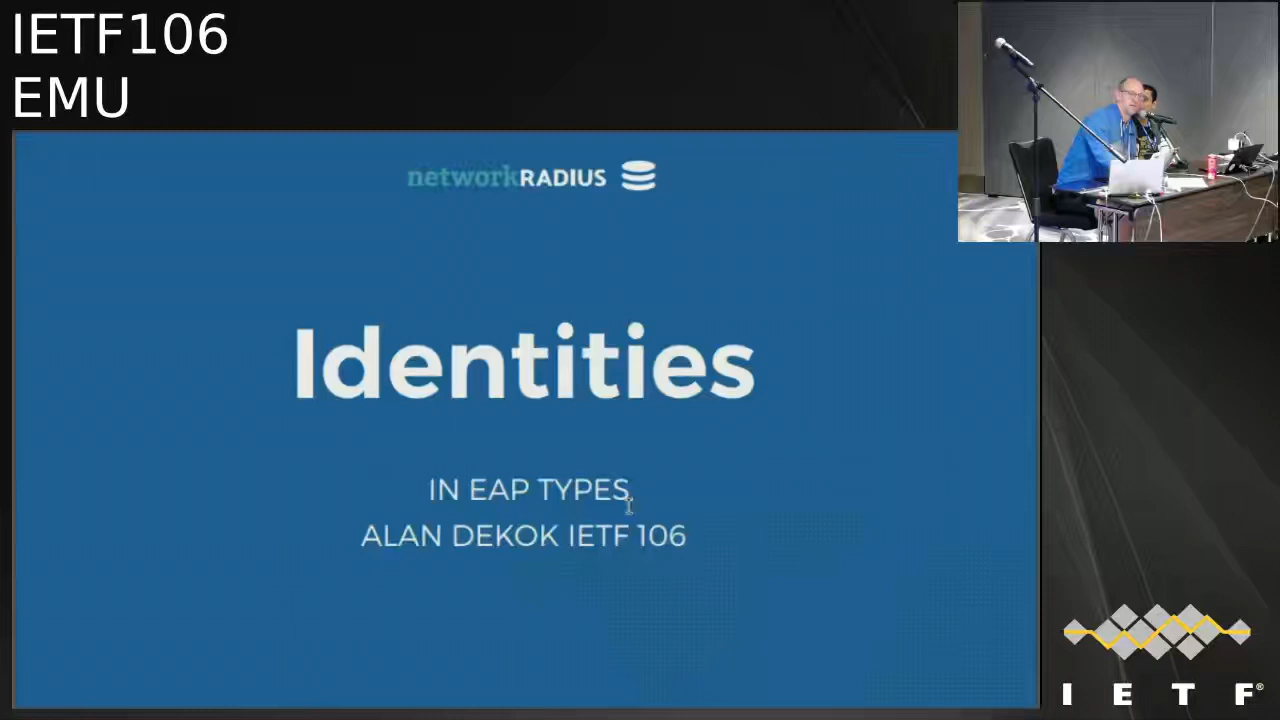 IETF106
EMU
networkRADIUS
Identities
IN EAP TYPES
ALAN DEKOK IETF 106
I E T F®